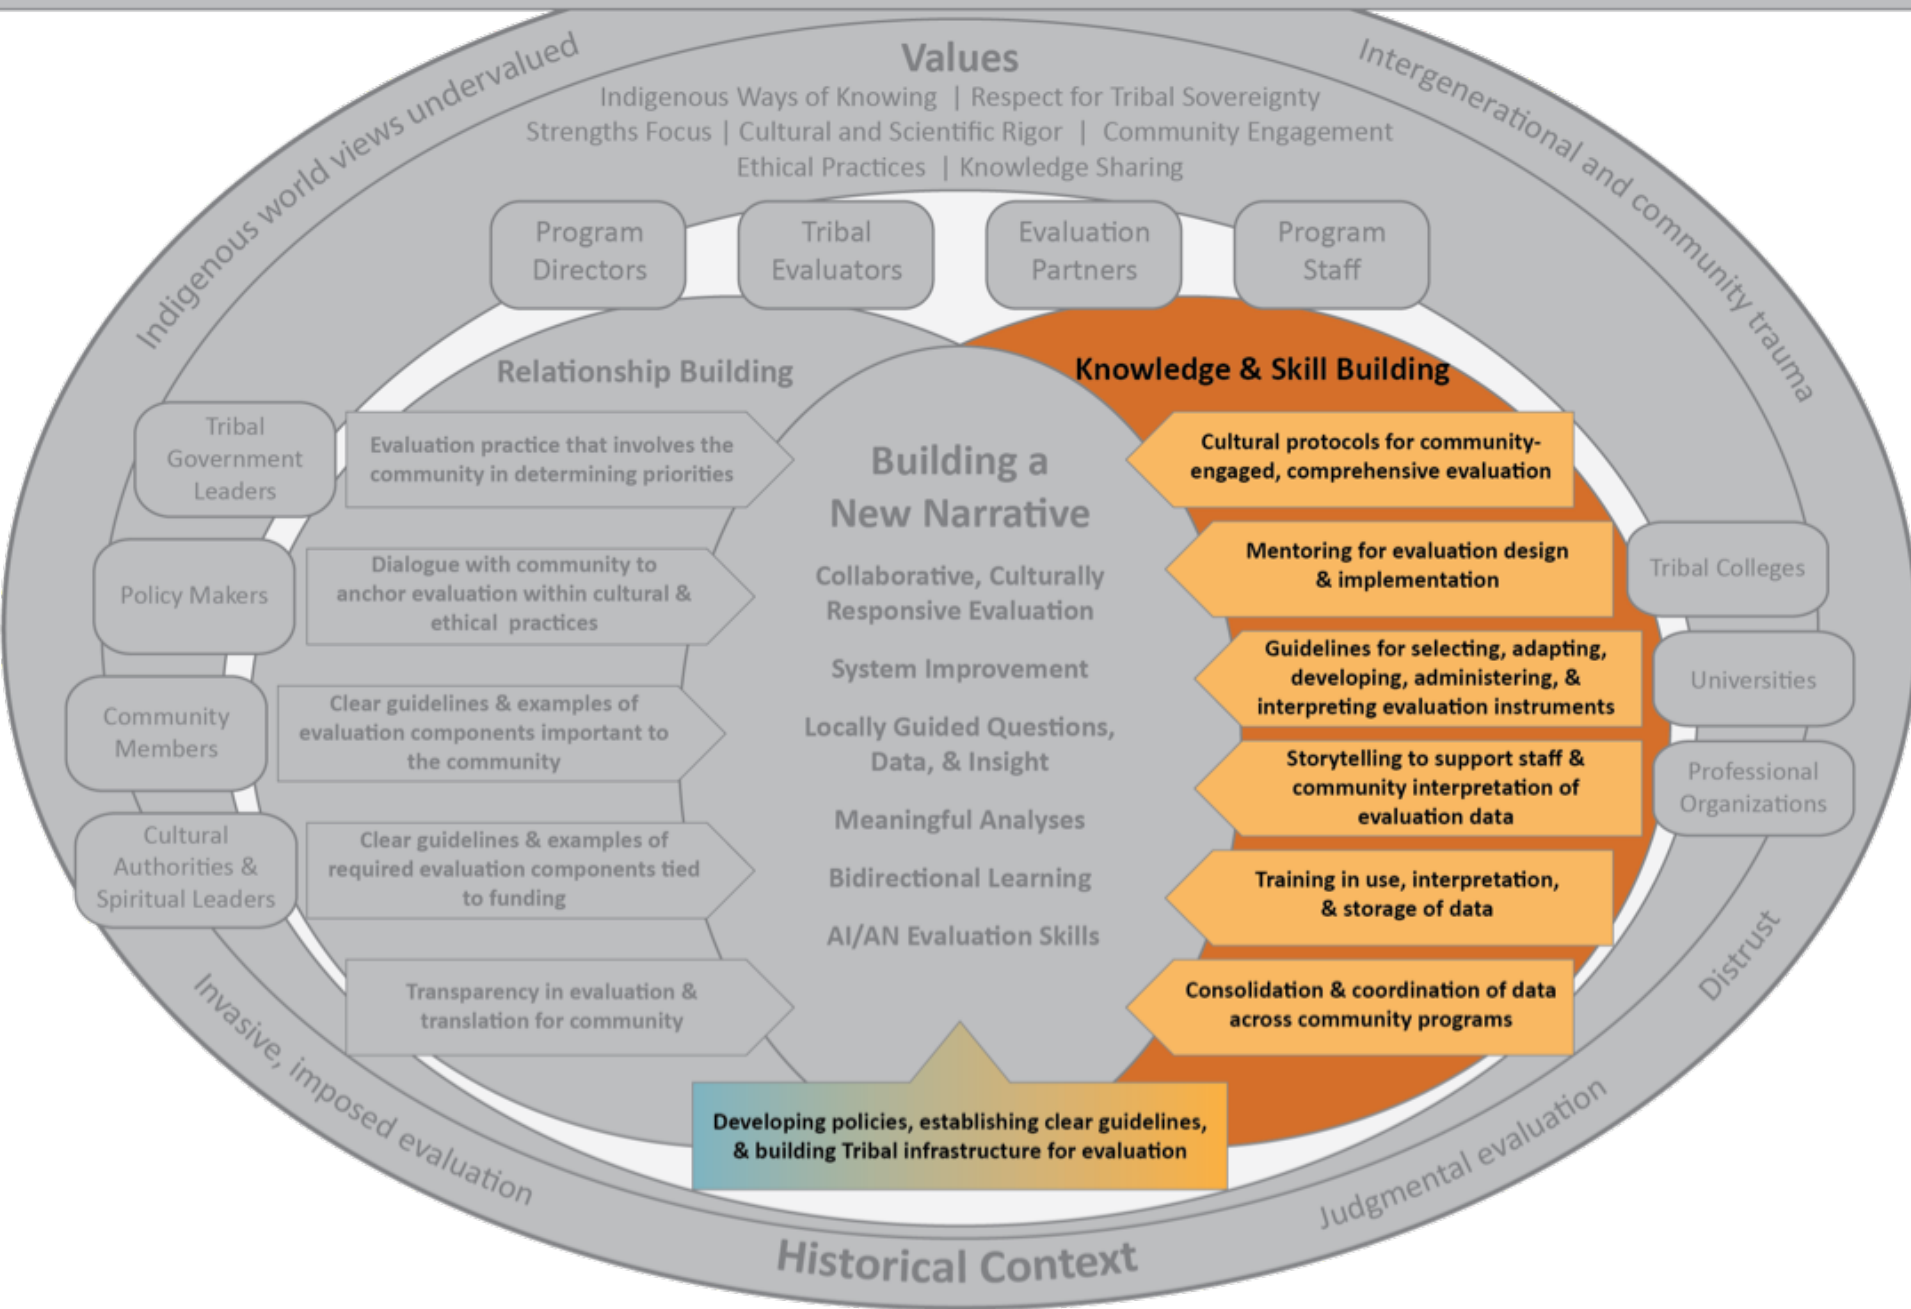 Values
Indigenous Ways of Knowing | Respect for Tribal Sovereignty
Strengths Focus | Cultural and Scientific Rigor | Community Engagement
Ethical Practices | Knowledge Sharing
Indigenous world views undervalued
Intergenerational and community trauma
Program
Directors
Tribal
Evaluators
Evaluation
Partners
Program
Staff
Relationship Building
Knowledge & Skill Building
Tribal
Government
Leaders
Policy Makers
Community
Members
Cultural
Authorities &
Spiritual Leaders
Evaluation practice that involves the
community in determining priorities
Dialogue with community to
anchor evaluation within cultural &
ethical practices
Clear guidelines & examples of
evaluation components important to
the community
Clear guidelines & examples of
required evaluation components tied
to funding
Transparency in evaluation &
translation for community
Building a
New Narrative
Collaborative, Culturally
Responsive Evaluation
System Improvement
Locally Guided Questions,
Data, & Insight
Meaningful Analyses
Bidirectional Learning
AI/AN Evaluation Skills
Cultural protocols for community-
engaged, comprehensive evaluation
Mentoring for evaluation design
& implementation
Guidelines for selecting, adapting,
developing, administering, &
interpreting evaluation instruments
Storytelling to support staff &
community interpretation of
evaluation data
Training in use, interpretation,
& storage of data
Consolidation & coordination of data
across community programs
Tribal Colleges
Universities
Professional
Organizations
Developing policies, establishing clear guidelines,
& building Tribal infrastructure for evaluation
Invasive, imposed evaluation
Distrust
Judgmental evaluation
Historical Context